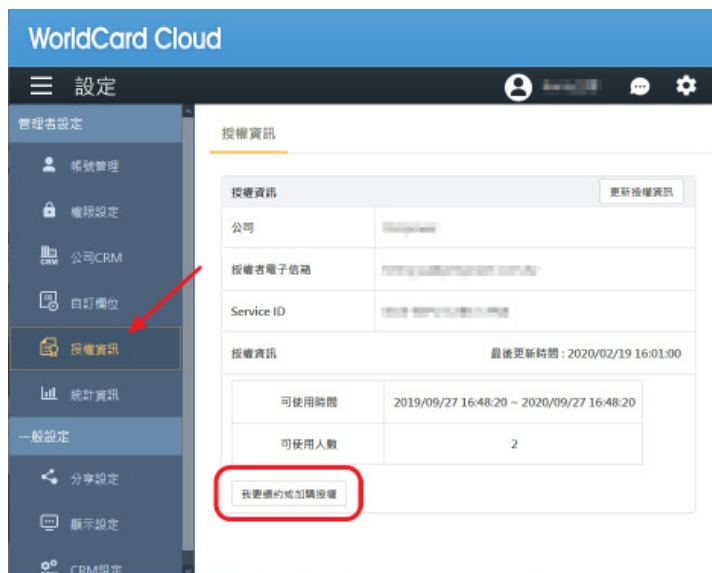 WorldCard Cloud
設定
管理者設定
帳號管理
權限設定
公司CRM
自訂欄位
授權資訊
統計資訊
一般設定
分享設定
顯示設定
CRM設定
授權資訊
授權資訊
更新授權資訊
公司
授權者電子信箱
Service ID
授權資訊
最後更新時間 : 2020/02/19 16:01:00
可使用時間
2019/09/27 16:48:20 ~ 2020/09/27 16:48:20
可使用人數
2
我要續約或加購授權